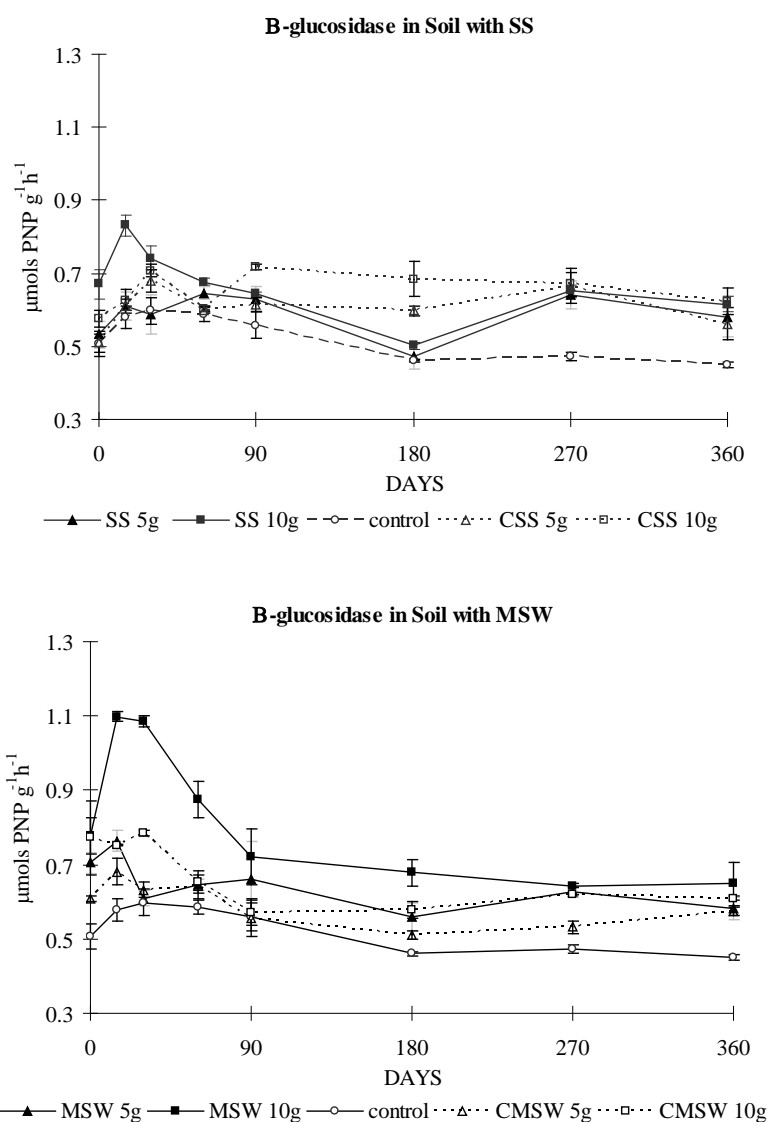 B-glucosidase in Soil with SS
1.3
1.1
0.9
0.7
0.5
0.3
µmols PNP g⁻¹h⁻¹
0 90 180 270 360
DAYS
SS 5g SS 10g control CSS 5g CSS 10g
B-glucosidase in Soil with MSW
1.3
1.1
0.9
0.7
0.5
0.3
µmols PNP g⁻¹h⁻¹
0 90 180 270 360
DAYS
MSW 5g MSW 10g control CMSW 5g CMSW 10g